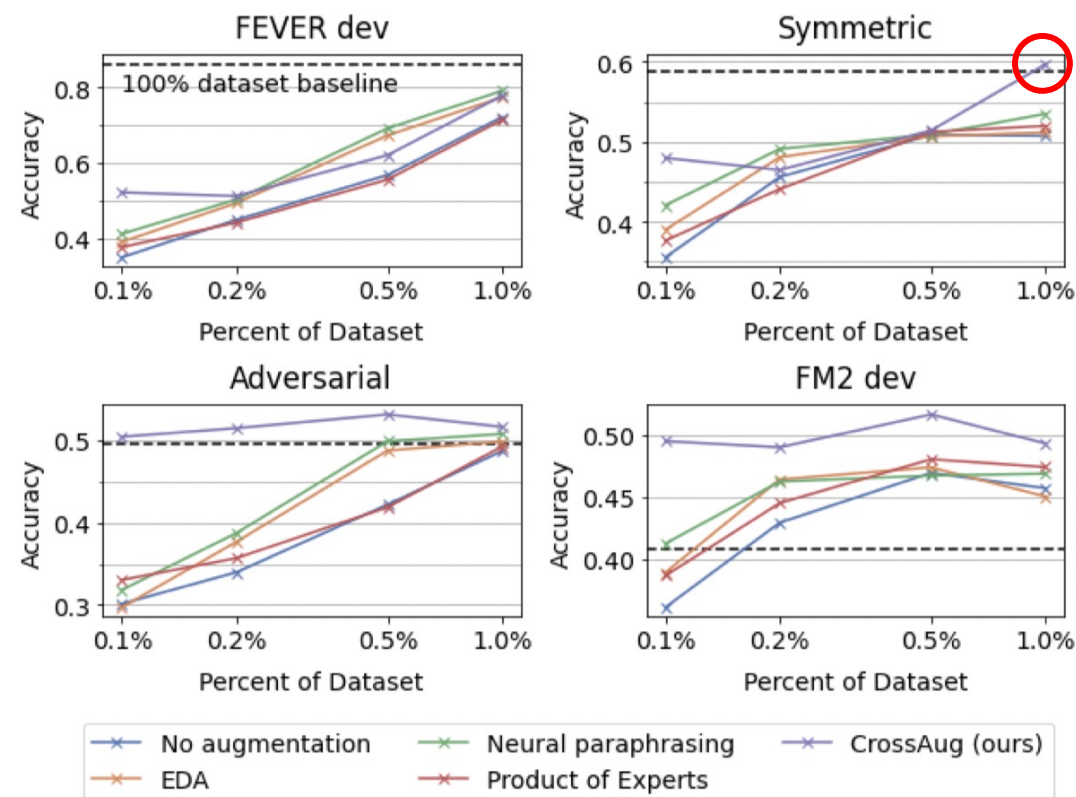 FEVER dev
100% dataset baseline
Accuracy
0.8
0.6
0.4
0.1% 0.2% 0.5% 1.0%
Percent of Dataset
Symmetric
Accuracy
0.6
0.5
0.4
0.1% 0.2% 0.5% 1.0%
Percent of Dataset
Adversarial
Accuracy
0.5
0.4
0.3
0.1% 0.2% 0.5% 1.0%
Percent of Dataset
FM2 dev
Accuracy
0.50
0.45
0.40
0.1% 0.2% 0.5% 1.0%
Percent of Dataset
No augmentation
EDA
Neural paraphrasing
Product of Experts
CrossAug (ours)